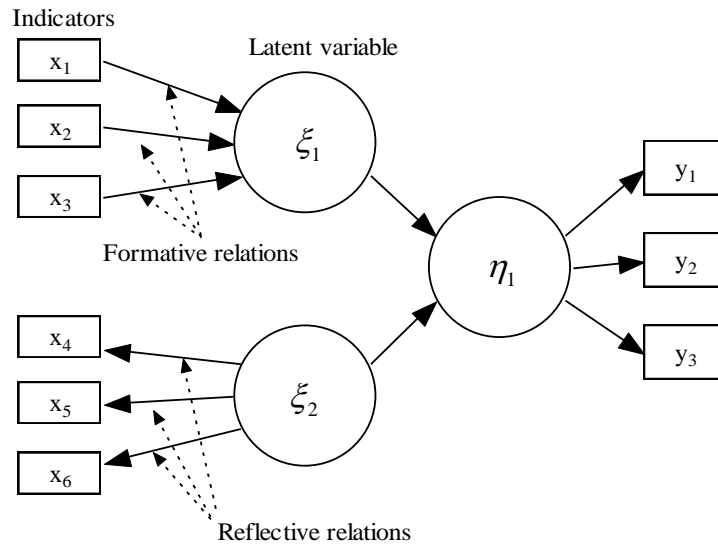 Indicators
x₁
x₂
x₃
Latent variable
ξ₁
Formative relations
x₄
x₅
x₆
ξ₂
Reflective relations
η₁
y₁
y₂
y₃